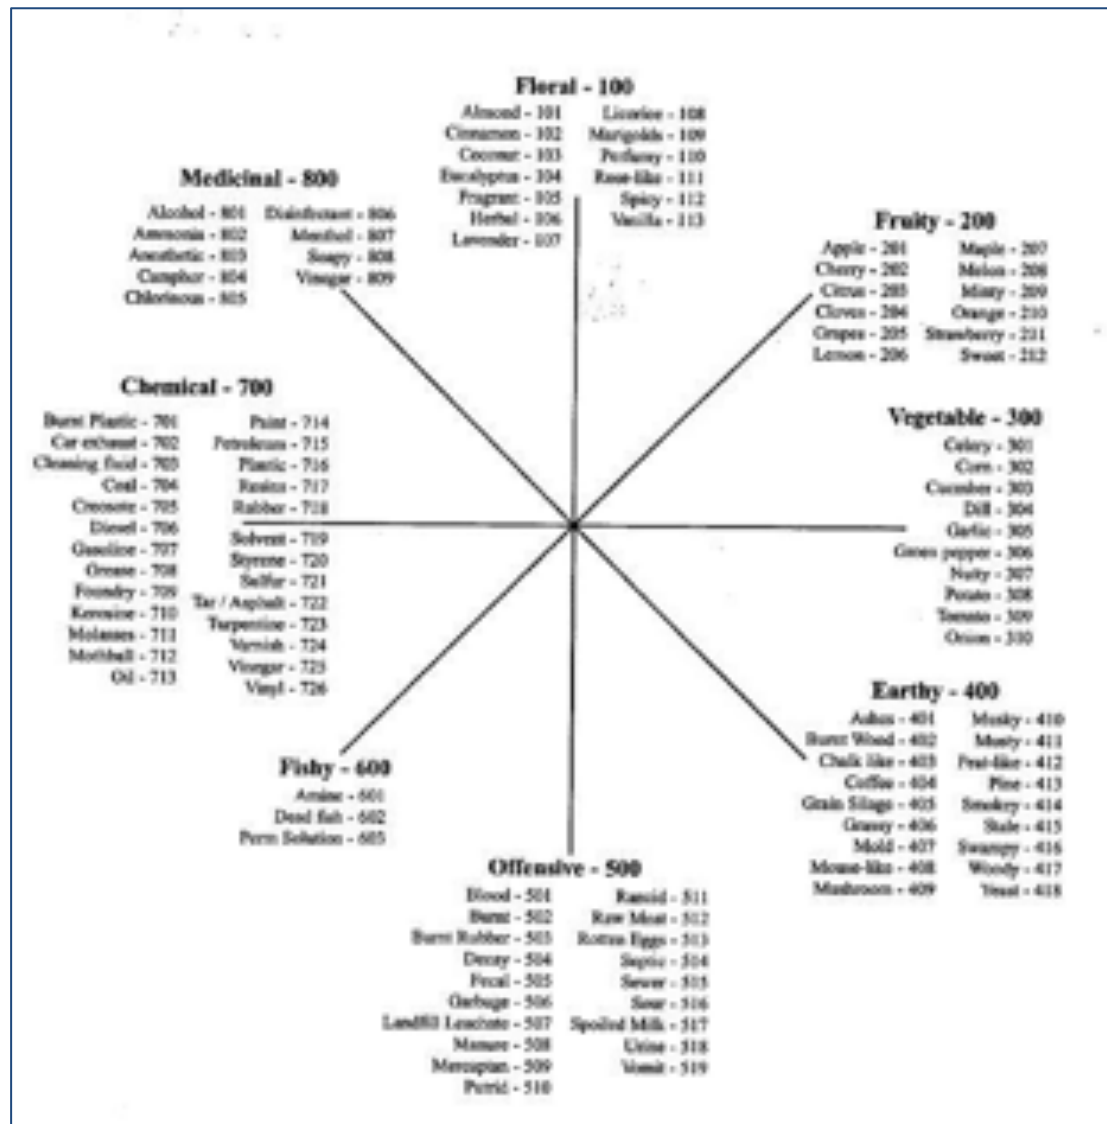 Floral - 100
Almond - 101
Cinnamon - 102
Coconut - 103
Eucalyptus - 104
Fragrant - 105
Herbal - 106
Lavender - 107
Licorice - 108
Marigolds - 109
Perfumy - 110
Rose-like - 111
Spicy - 112
Vanilla - 113
Fruity - 200
Apple - 201
Cherry - 202
Citrus - 203
Cloves - 204
Grapes - 205
Lemon - 206
Maple - 207
Melon - 208
Minty - 209
Orange - 210
Strawberry - 211
Sweet - 212
Vegetable - 300
Celery - 301
Corn - 302
Cucumber - 303
Dill - 304
Garlic - 305
Green pepper - 306
Nutty - 307
Potato - 308
Tomato - 309
Onion - 310
Earthy - 400
Ashes - 401
Burnt Wood - 402
Chalk like - 403
Coffee - 404
Grain Silage - 405
Grassy - 406
Mold - 407
Mouse-like - 408
Mushroom - 409
Musky - 410
Musty - 411
Peat-like - 412
Pine - 413
Smokey - 414
Stale - 415
Swampy - 416
Woody - 417
Yeast - 418
Offensive - 500
Blood - 501
Burnt - 502
Burnt Rubber - 503
Decay - 504
Fecal - 505
Garbage - 506
Landfill Leachate - 507
Manure - 508
Mercaptan - 509
Putrid - 510
Rancid - 511
Raw Meat - 512
Rotten Eggs - 513
Septic - 514
Sewer - 515
Sour - 516
Spoiled Milk - 517
Urine - 518
Vomit - 519
Fishy - 600
Amine - 601
Dead fish - 602
Perm Solution - 603
Chemical - 700
Burnt Plastic - 701
Car exhaust - 702
Cleaning fluid - 703
Coal - 704
Creosote - 705
Diesel - 706
Gasoline - 707
Grease - 708
Foundry - 709
Kerosine - 710
Molasses - 711
Mothball - 712
Oil - 713
Paint - 714
Petroleum - 715
Plastic - 716
Resins - 717
Rubber - 718
Solvent - 719
Styrene - 720
Sulfur - 721
Tar / Asphalt - 722
Turpentine - 723
Varnish - 724
Vinegar - 725
Vinyl - 726
Medicinal - 800
Alcohol - 801
Ammonia - 802
Anesthetic - 803
Camphor - 804
Chlorinous - 805
Disinfectant - 806
Menthol - 807
Soapy - 808
Vinegar - 809